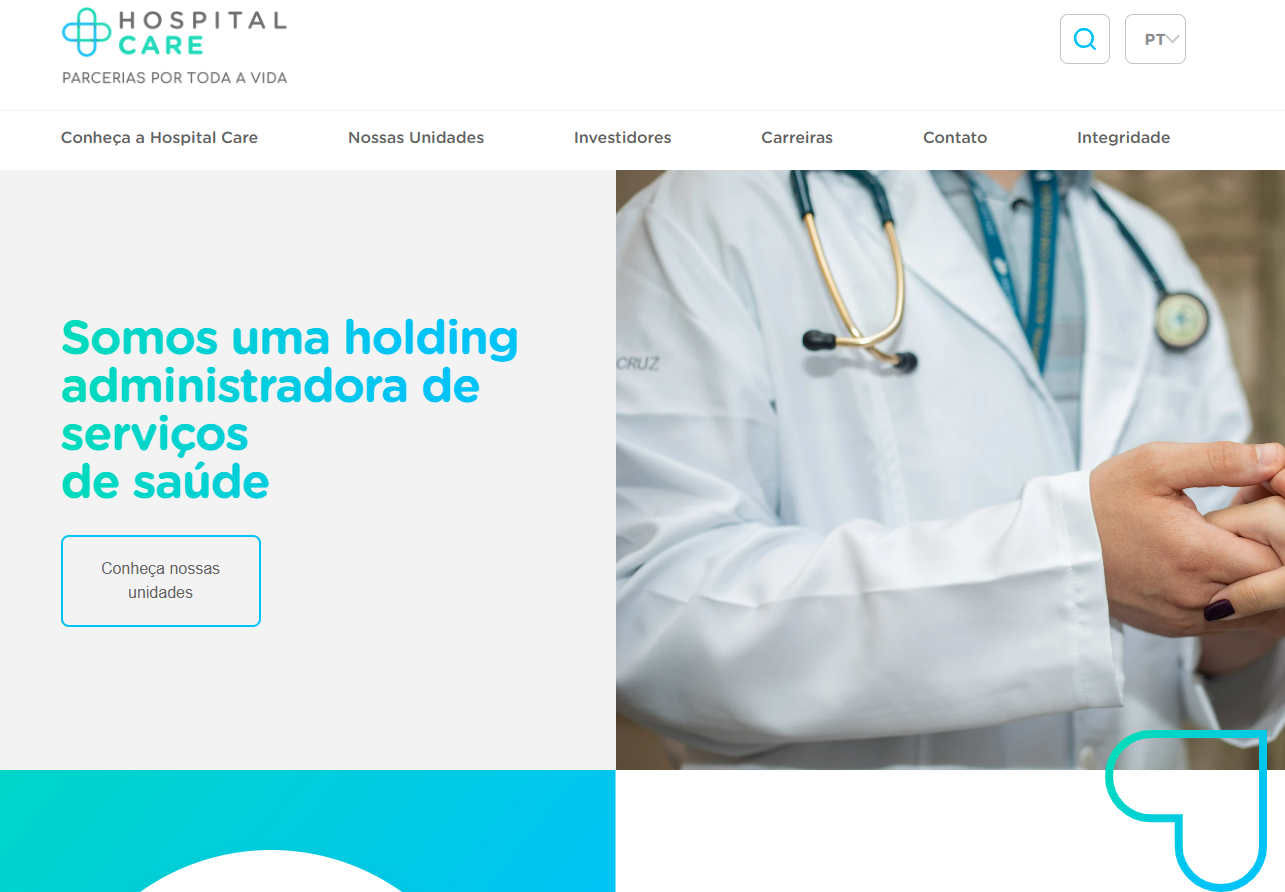 HOSPITAL
CARE
PARCERIAS POR TODA A VIDA
PT
Conheça a Hospital Care
Nossas Unidades
Investidores
Carreiras
Contato
Integridade
Somos uma holding
administradora de
serviços
de saúde
CRUZ
Conheça nossas
unidades